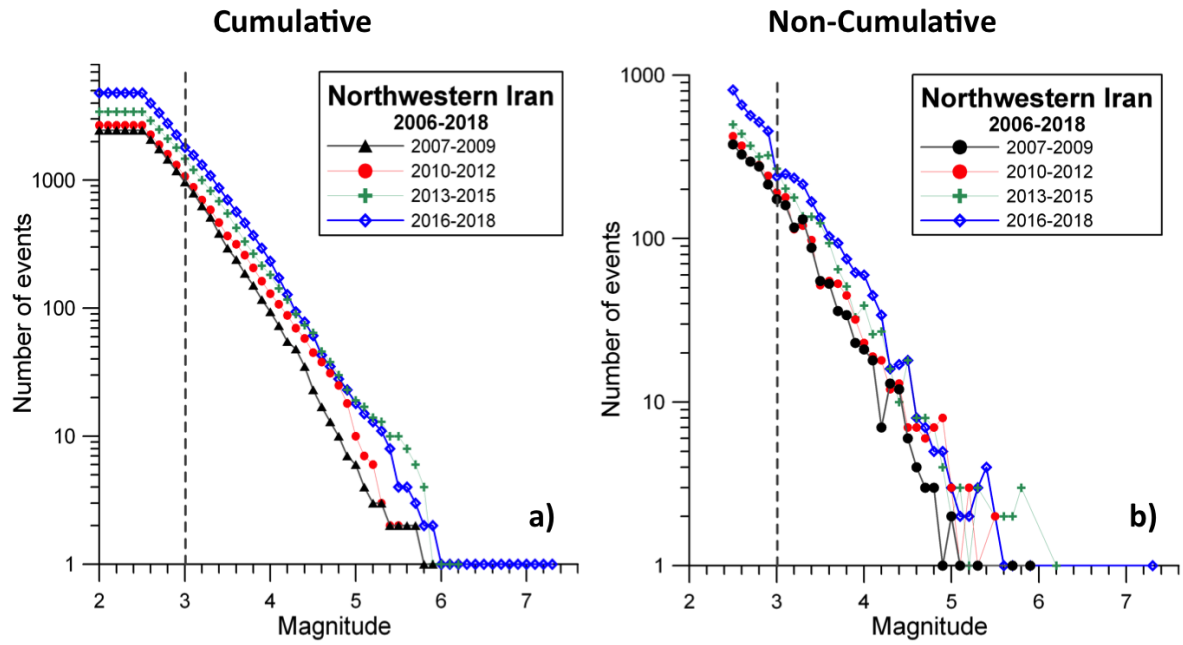 Cumulative
Number of events
1000
100
10
1
2 3 4 5 6 7
Magnitude
Northwestern Iran
2006-2018
2007-2009
2010-2012
2013-2015
2016-2018
a)
Non-Cumulative
Number of events
1000
100
10
1
2 3 4 5 6 7
Magnitude
Northwestern Iran
2006-2018
2007-2009
2010-2012
2013-2015
2016-2018
b)